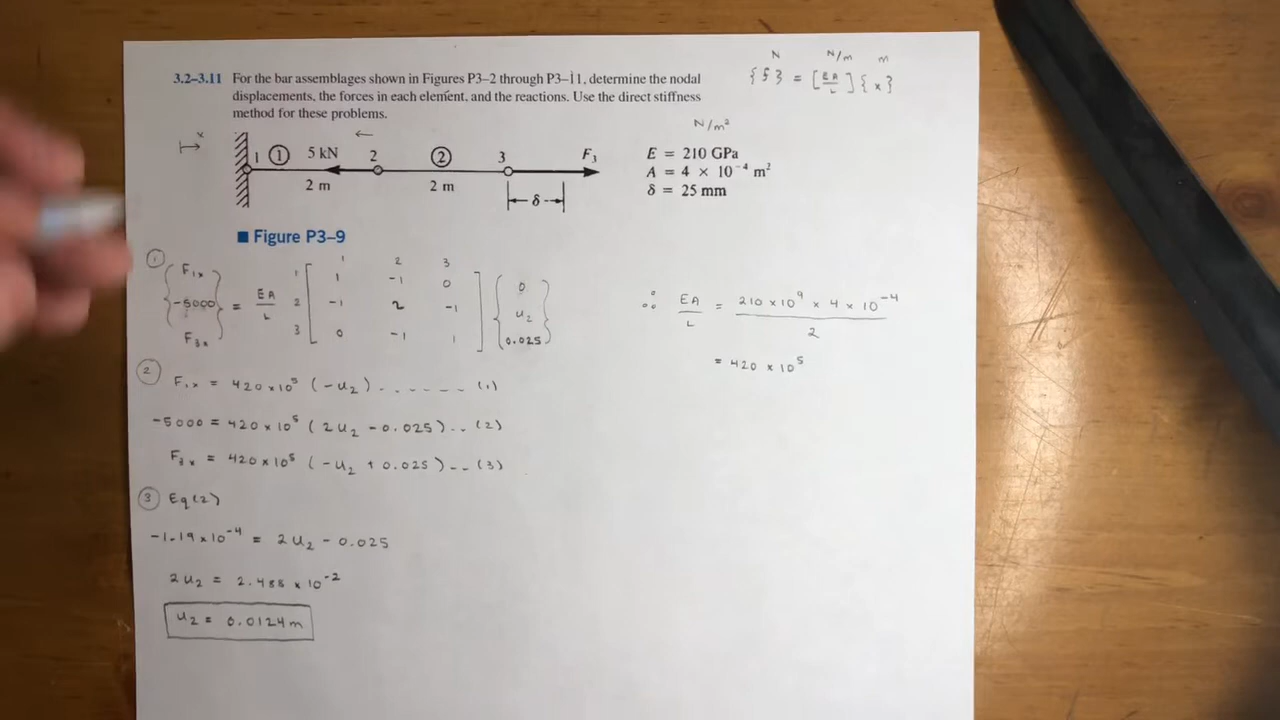 3.2–3.11 For the bar assemblages shown in Figures P3–2 through P3–11, determine the nodal
displacements, the forces in each element, and the reactions. Use the direct stiffness
method for these problems.
N N/m m
{f} = [EA/L]{x}
x
1 ① 5 kN 2 ② 3 F₃
2 m 2 m δ
N/m²
E = 210 GPa
A = 4 × 10⁻⁴ m²
δ = 25 mm
■ Figure P3–9
①
1 2 3
F₁ₓ 1 1 -1 0 0
-5000 = EA/L 2 -1 2 -1 u₂
F₃ₓ 3 0 -1 1 0.025
∴ EA/L = 210 × 10⁹ × 4 × 10⁻⁴ / 2
= 420 × 10⁵
②
F₁ₓ = 420×10⁵ (-u₂) . - - - - - - (1)
-5000 = 420 × 10⁵ ( 2u₂ - 0.025) .. (2)
F₃ₓ = 420×10⁵ (-u₂ + 0.025) -- (3)
③ Eq(2)
-1.19 × 10⁻⁴ = 2u₂ - 0.025
2u₂ = 2.488 × 10⁻²
u₂ = 0.0124m